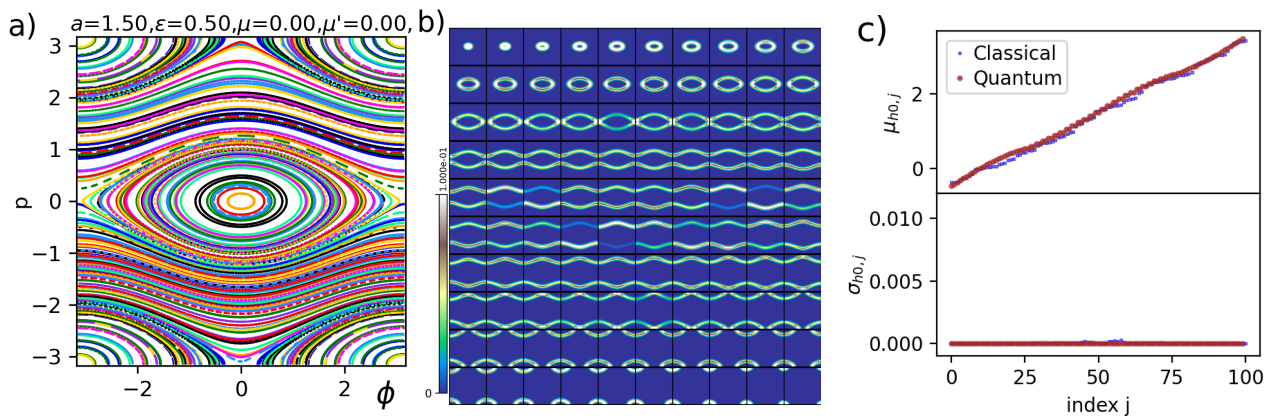 a)
a=1.50,ε=0.50,μ=0.00,μ'=0.00,
3
2
1
0
−1
−2
−3
p
−2
0
2
ϕ
b)
1.000e-01
0
c)
Classical
Quantum
2
0
μh0, j
0.010
0.005
0.000
σh0, j
0
25
50
75
100
index j